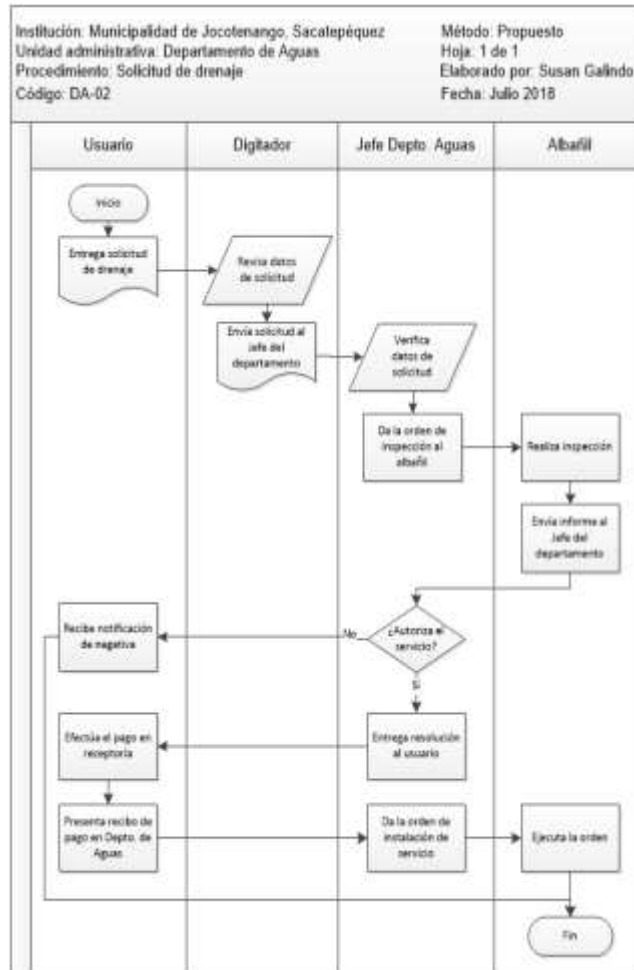 Institución: Municipalidad de Jocotenango, Sacatepéquez
Unidad administrativa: Departamento de Aguas
Procedimiento: Solicitud de drenaje
Código: DA-02
Método: Propuesto
Hoja: 1 de 1
Elaborado por: Susan Galindo
Fecha: Julio 2018
Usuario
Digitador
Jefe Depto. Aguas
Albañil
Inicio
Entrega solicitud
de drenaje
Revisa datos
de solicitud
Envía solicitud al
Jefe del
departamento
Verifica
datos de
solicitud
Da la orden de
inspección al
albañil
Realiza inspección
Envía informe al
Jefe del
departamento
¿Autoriza el
servicio?
No
Recibe notificación
de negativa
Sí
Entrega resolución
al usuario
Efectúa el pago en
receptoría
Presenta recibo de
pago en Depto. de
Aguas
Da la orden de
instalación de
servicio
Ejecuta la orden
Fin